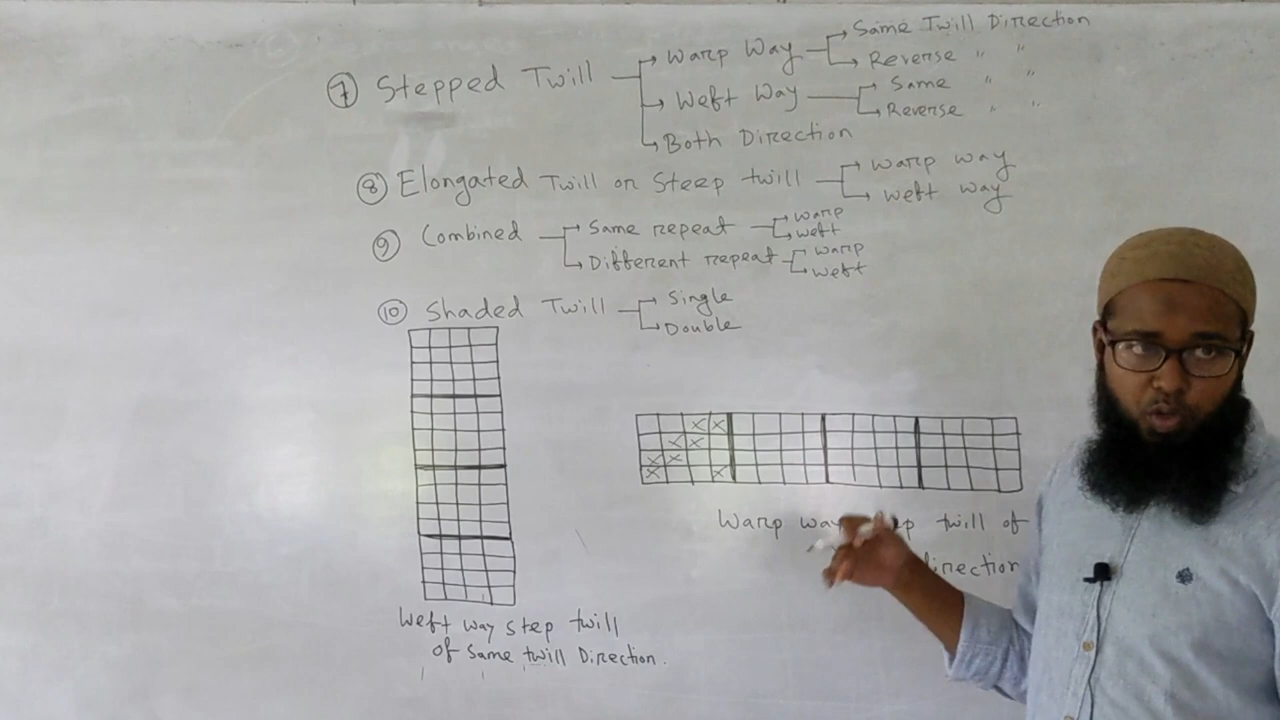 ⑦ Stepped Twill → Warp Way → Same Twill Direction
→ Reverse " "
→ Weft Way → Same " "
→ Reverse " "
→ Both Direction
⑧ Elongated Twill or Steep twill → Warp way
→ Weft way
⑨ Combined → Same repeat → Warp
→ Weft
→ Different repeat → Warp
→ Weft
⑩ Shaded Twill → Single
→ Double
X X
X X
X X
X X
Warp way twill of
Direction
Weft way step twill
of Same twill Direction.